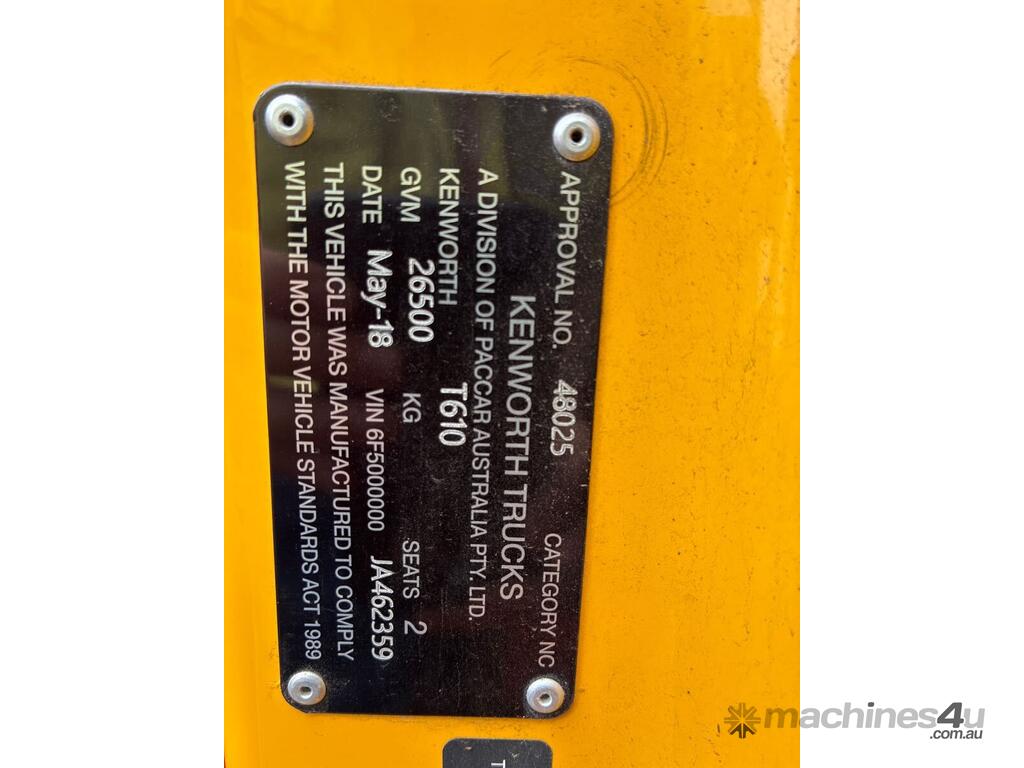 APPROVAL NO. 48025 CATEGORY NC
KENWORTH TRUCKS
A DIVISION OF PACCAR AUSTRALIA PTY. LTD.
KENWORTH T610
GVM 26500 KG SEATS 2
DATE May-18 VIN 6F5000000 JA462359
THIS VEHICLE WAS MANUFACTURED TO COMPLY
WITH THE MOTOR VEHICLE STANDARDS ACT 1989
T
machines4u
.com.au